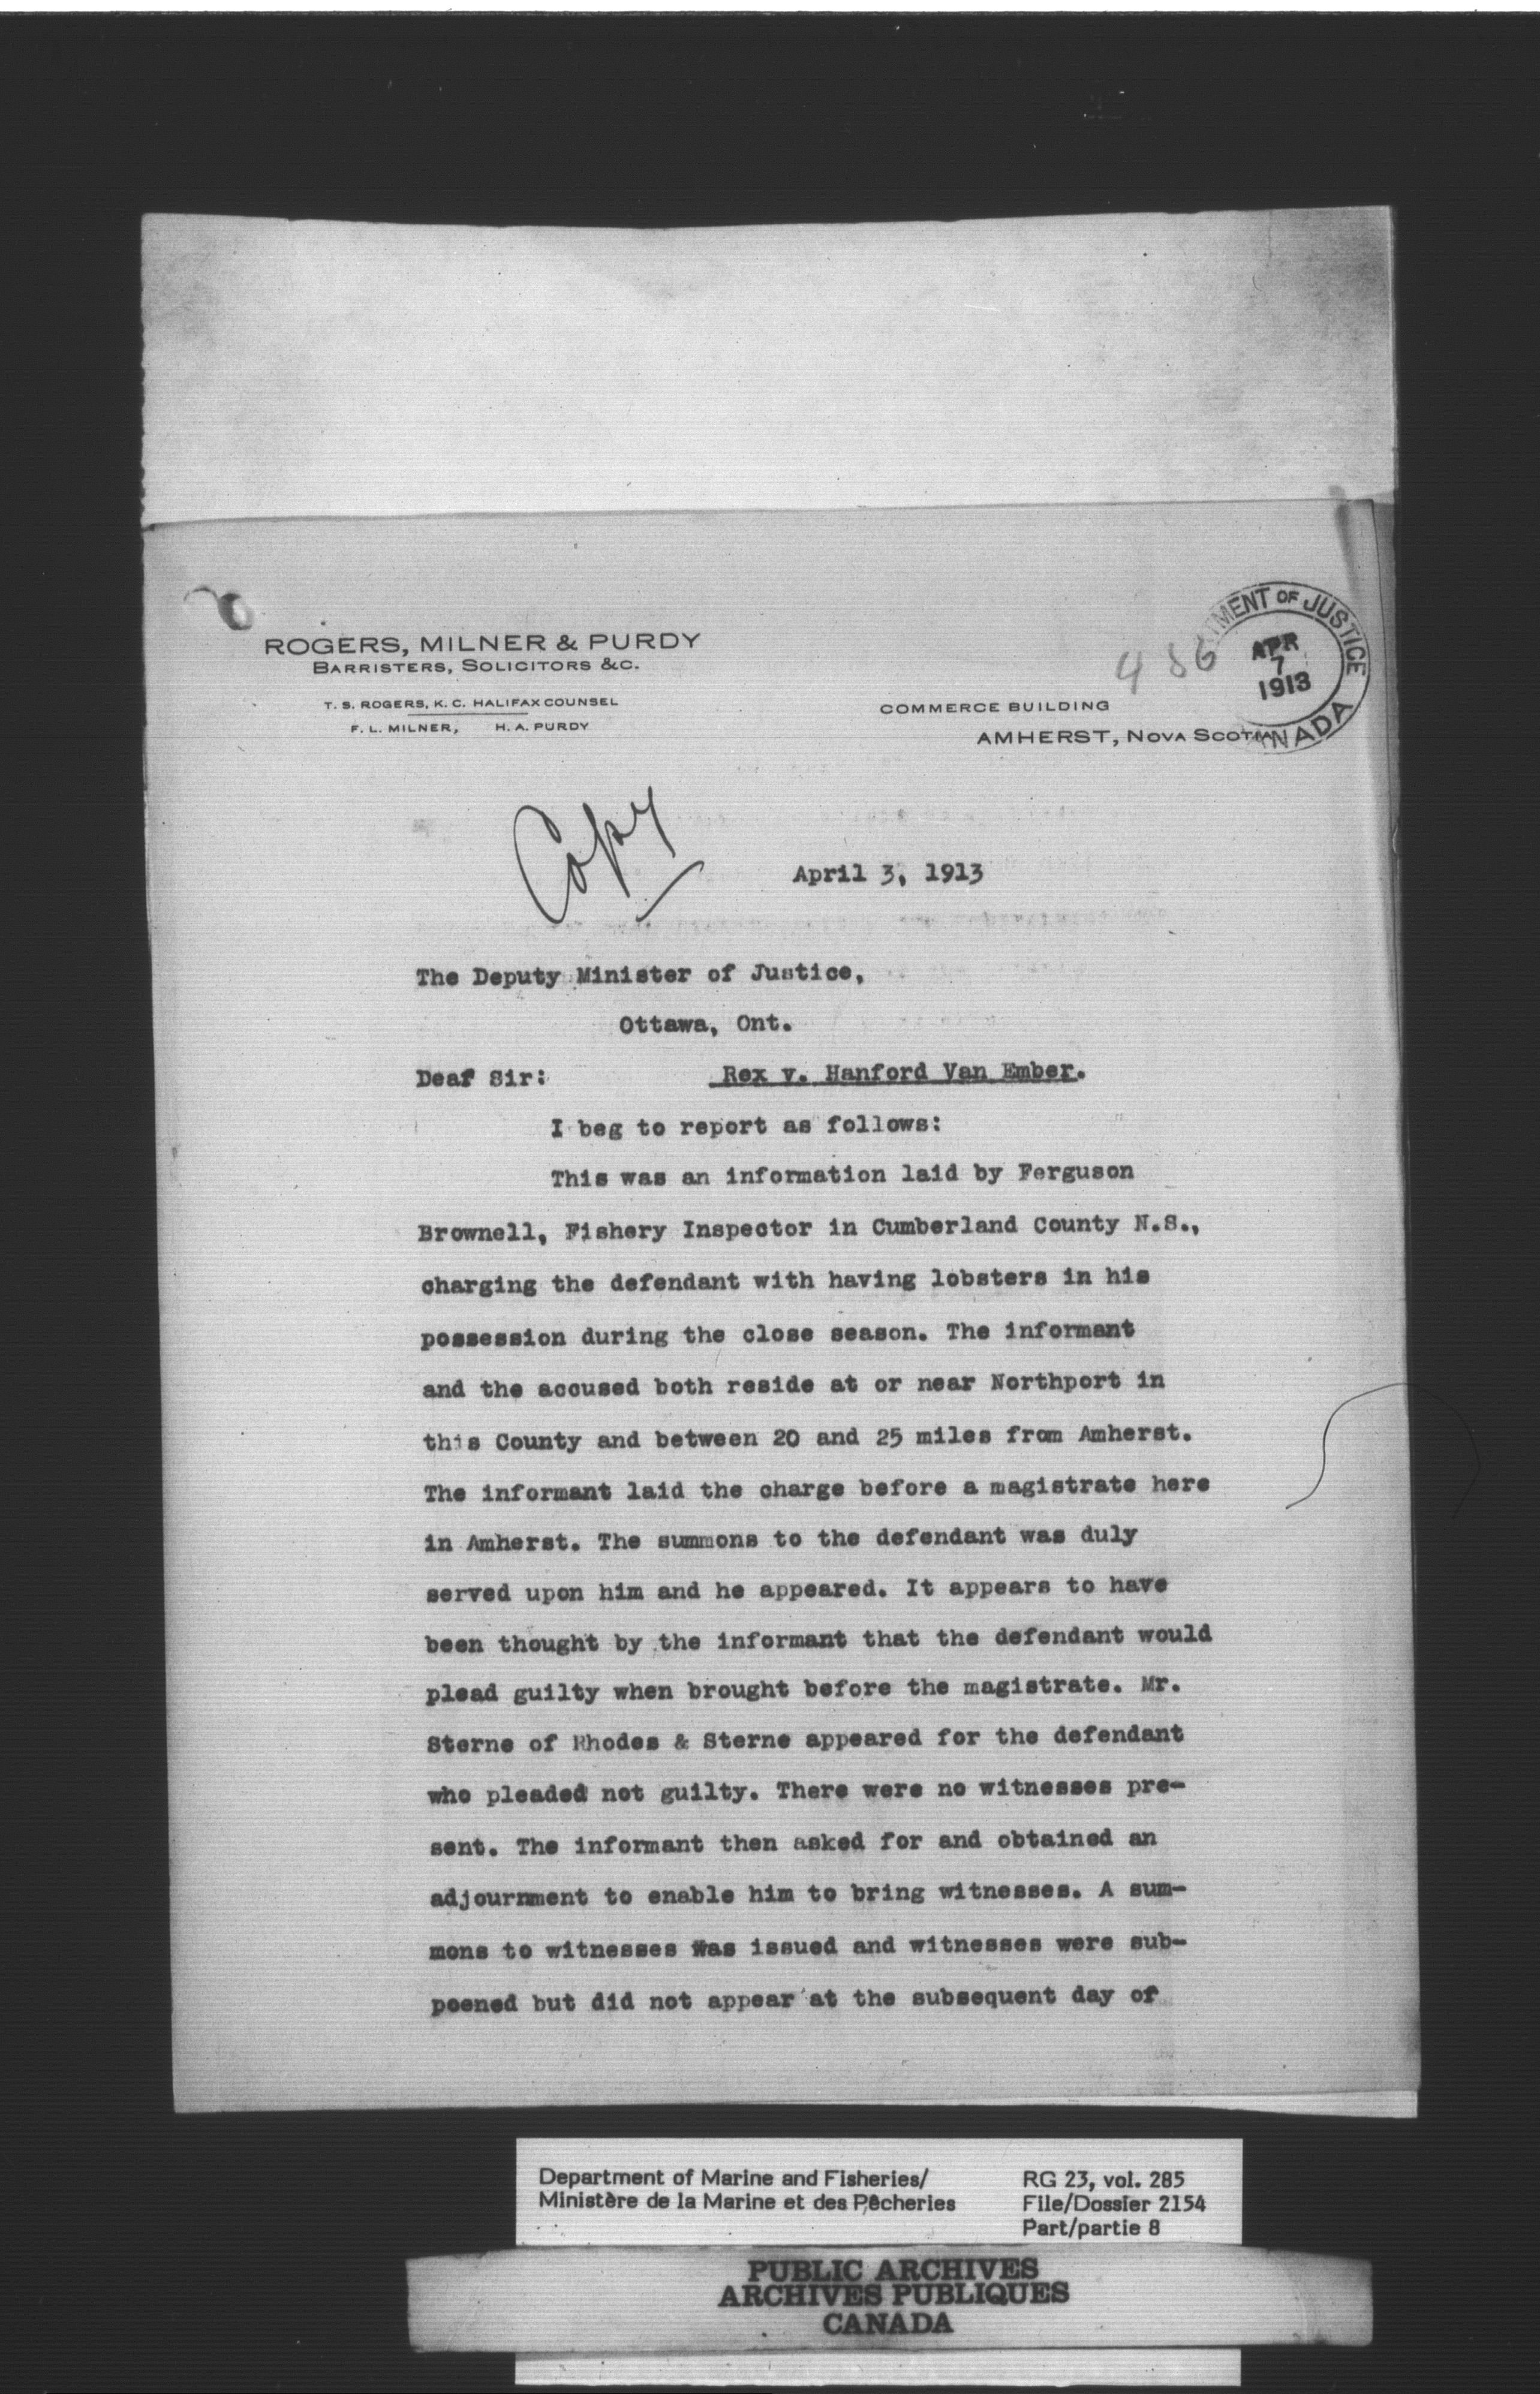 ROGERS, MILNER & PURDY
BARRISTERS, SOLICITORS &C.
T. S. ROGERS, K. C. HALIFAX COUNSEL
F. L. MILNER, H. A. PURDY
486
TMENT OF JUSTICE
APR
7
1913
CANADA
COMMERCE BUILDING
AMHERST, NOVA SCOTIA
Copy
April 3, 1913
The Deputy Minister of Justice,
Ottawa, Ont.
Deaf Sir: Rex v. Hanford Van Ember.
I beg to report as follows:
This was an information laid by Ferguson
Brownell, Fishery Inspector in Cumberland County N.S.,
charging the defendant with having lobsters in his
possession during the close season. The informant
and the accused both reside at or near Northport in
this County and between 20 and 25 miles from Amherst.
The informant laid the charge before a magistrate here
in Amherst. The summons to the defendant was duly
served upon him and he appeared. It appears to have
been thought by the informant that the defendant would
plead guilty when brought before the magistrate. Mr.
Sterne of Rhodes & Sterne appeared for the defendant
who pleaded not guilty. There were no witnesses pre-
sent. The informant then asked for and obtained an
adjournment to enable him to bring witnesses. A sum-
mons to witnesses was issued and witnesses were sub-
poened but did not appear at the subsequent day of
Department of Marine and Fisheries/
Ministère de la Marine et des Pêcheries
RG 23, vol. 285
File/Dossier 2154
Part/partie 8
PUBLIC ARCHIVES
ARCHIVES PUBLIQUES
CANADA